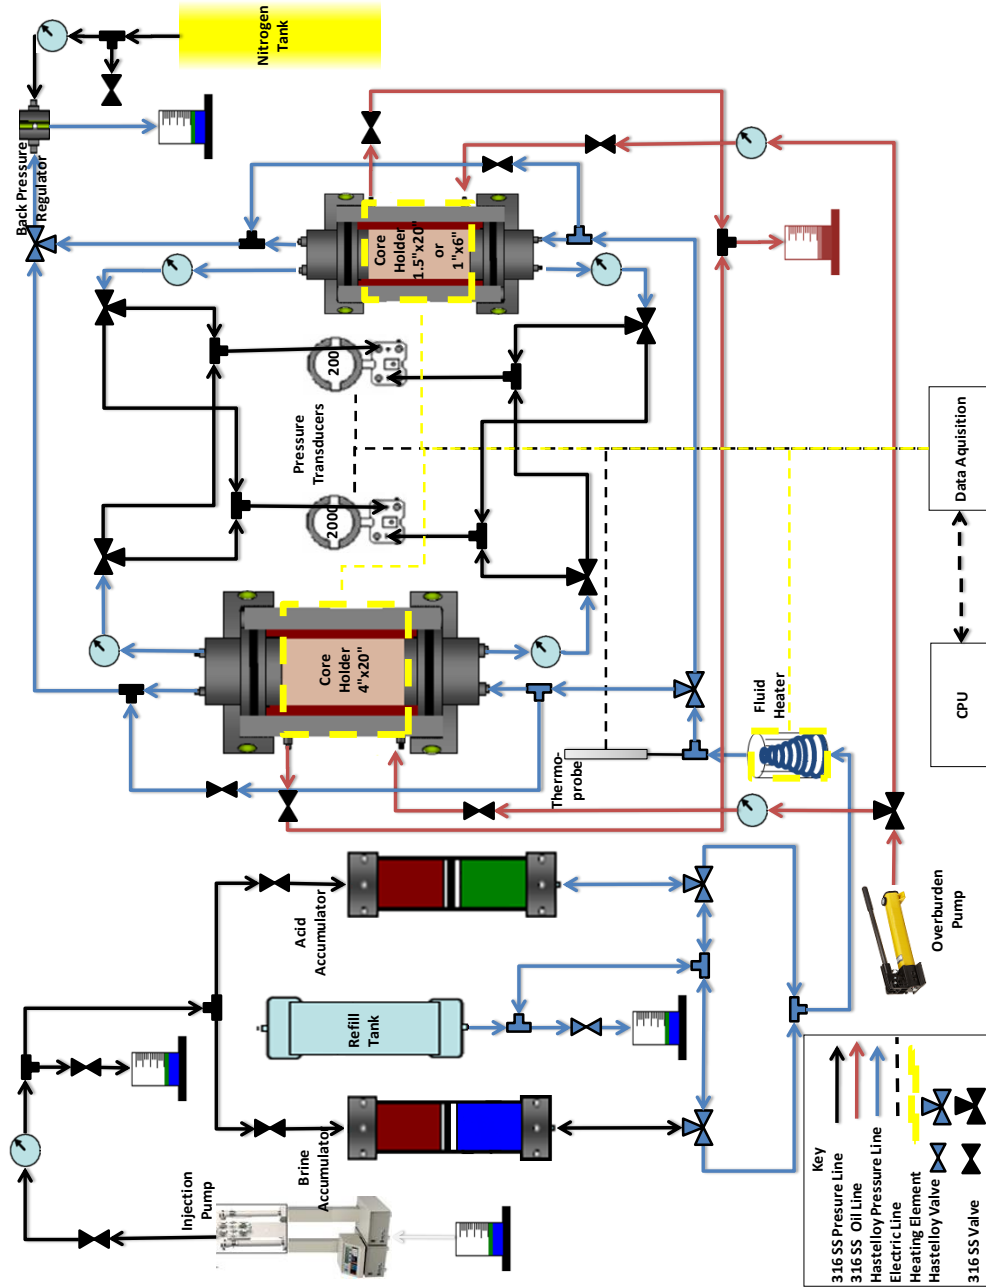 Nitrogen
Tank
Back Pressure
Regulator
Core
Holder
1.5"x20"
or
1"x6"
200
Pressure
Transducers
2000
Core
Holder
4"x20"
Data Aquisition
CPU
Fluid
Heater
Thermo-
probe
Overburden
Pump
Acid
Accumulator
Refill
Tank
Brine
Accumulator
Injection
Pump
Key
316 SS Presure Line
316 SS Oil Line
Hastelloy Pressure Line
Electric Line
Heating Element
Hastelloy Valve
316 SS Valve